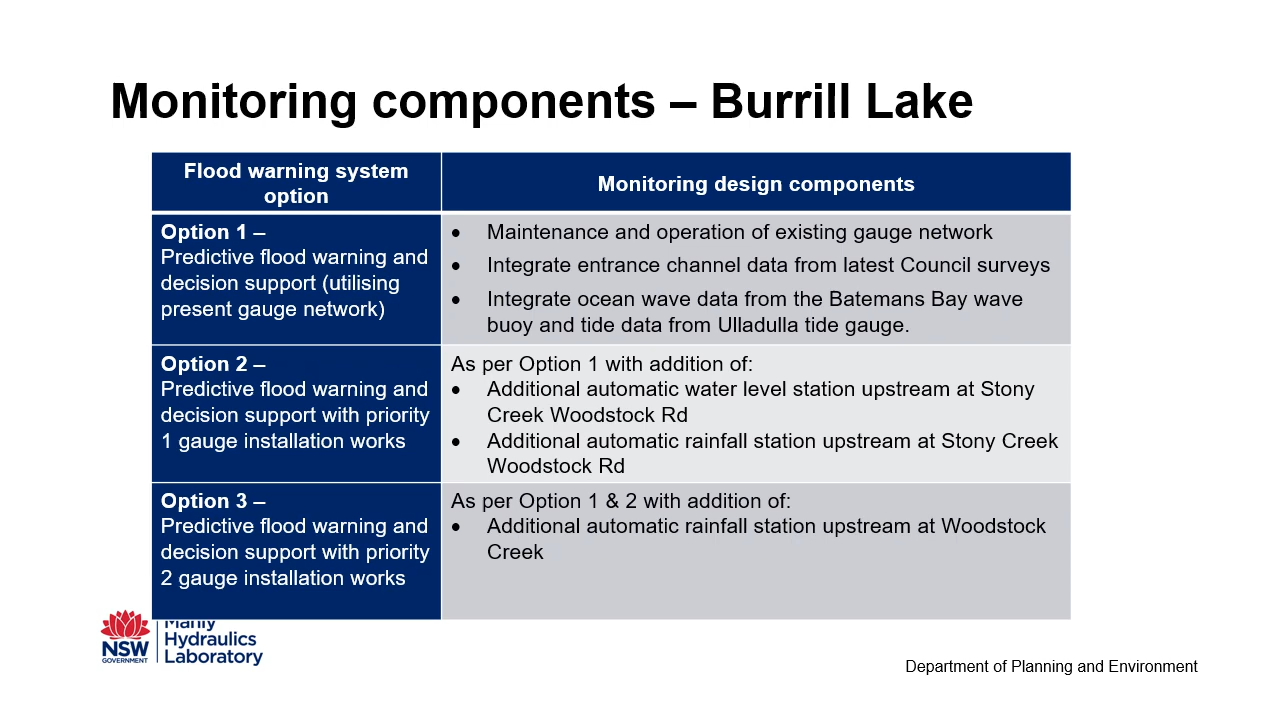 Monitoring components – Burrill Lake
Flood warning system
option
Monitoring design components
Option 1 –
Predictive flood warning and
decision support (utilising
present gauge network)
• Maintenance and operation of existing gauge network
• Integrate entrance channel data from latest Council surveys
• Integrate ocean wave data from the Batemans Bay wave
buoy and tide data from Ulladulla tide gauge.
Option 2 –
Predictive flood warning and
decision support with priority
1 gauge installation works
As per Option 1 with addition of:
• Additional automatic water level station upstream at Stony
Creek Woodstock Rd
• Additional automatic rainfall station upstream at Stony Creek
Woodstock Rd
Option 3 –
Predictive flood warning and
decision support with priority
2 gauge installation works
As per Option 1 & 2 with addition of:
• Additional automatic rainfall station upstream at Woodstock
Creek
NSW
GOVERNMENT
Manly
Hydraulics
Laboratory
Department of Planning and Environment